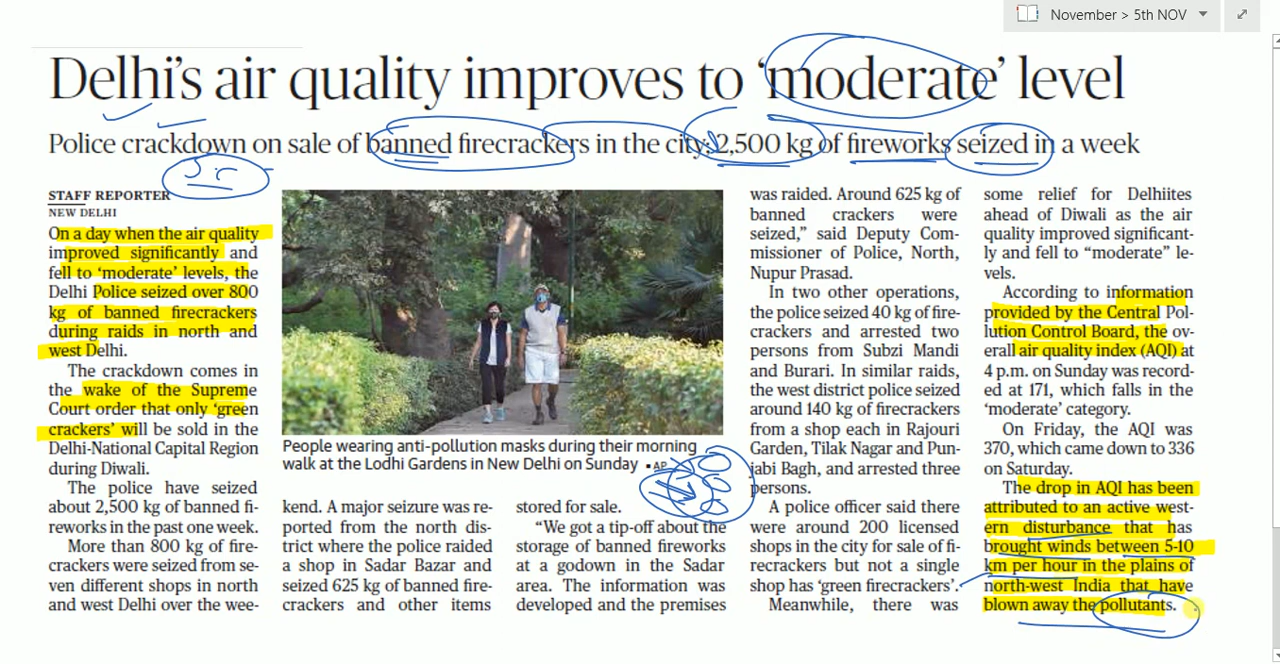 November > 5th NOV
Delhi's air quality improves to ‘moderate’ level
Police crackdown on sale of banned firecrackers in the city; 2,500 kg of fireworks seized in a week
STAFF REPORTER
NEW DELHI
On a day when the air quality
improved significantly and
fell to ‘moderate’ levels, the
Delhi Police seized over 800
kg of banned firecrackers
during raids in north and
west Delhi.
The crackdown comes in
the wake of the Supreme
Court order that only ‘green
crackers’ will be sold in the
Delhi-National Capital Region
during Diwali.
The police have seized
about 2,500 kg of banned fi-
reworks in the past one week.
More than 800 kg of fire-
crackers were seized from se-
ven different shops in north
and west Delhi over the wee-
People wearing anti-pollution masks during their morning
walk at the Lodhi Gardens in New Delhi on Sunday ▪AP
kend. A major seizure was re-
ported from the north dis-
trict where the police raided
a shop in Sadar Bazar and
seized 625 kg of banned fire-
crackers and other items
stored for sale.
“We got a tip-off about the
storage of banned fireworks
at a godown in the Sadar
area. The information was
developed and the premises
was raided. Around 625 kg of
banned crackers were
seized,” said Deputy Com-
missioner of Police, North,
Nupur Prasad.
In two other operations,
the police seized 40 kg of fire-
crackers and arrested two
persons from Subzi Mandi
and Burari. In similar raids,
the west district police seized
around 140 kg of firecrackers
from a shop each in Rajouri
Garden, Tilak Nagar and Pun-
jabi Bagh, and arrested three
persons.
A police officer said there
were around 200 licensed
shops in the city for sale of fi-
recrackers but not a single
shop has ‘green firecrackers’.
Meanwhile, there was
some relief for Delhiites
ahead of Diwali as the air
quality improved significant-
ly and fell to “moderate” le-
vels.
According to information
provided by the Central Pol-
lution Control Board, the ov-
erall air quality index (AQI) at
4 p.m. on Sunday was record-
ed at 171, which falls in the
‘moderate’ category.
On Friday, the AQI was
370, which came down to 336
on Saturday.
The drop in AQI has been
attributed to an active west-
ern disturbance that has
brought winds between 5-10
km per hour in the plains of
north-west India that have
blown away the pollutants.